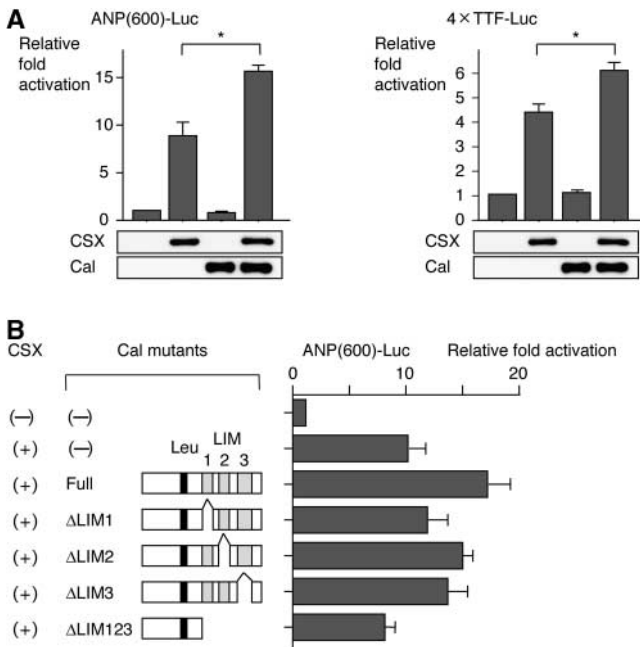 A
ANP(600)-Luc
Relative
fold
activation
*
15
10
5
0
CSX
Cal
4×TTF-Luc
Relative
fold
activation
*
6
5
4
3
2
1
0
CSX
Cal
B
CSX Cal mutants
ANP(600)-Luc Relative fold activation
0 10 20
(—) (—)
(+) (—)
Leu LIM
1 2 3
(+) Full
(+) ΔLIM1
(+) ΔLIM2
(+) ΔLIM3
(+) ΔLIM123